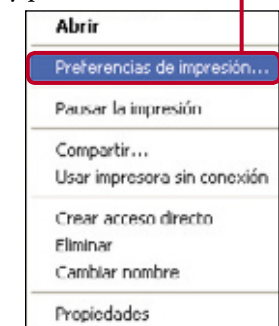 Abrir
Preferencias de impresión...
Pausar la impresión
Compartir...
Usar impresora sin conexión
Crear acceso directo
Eliminar
Cambiar nombre
Propiedades